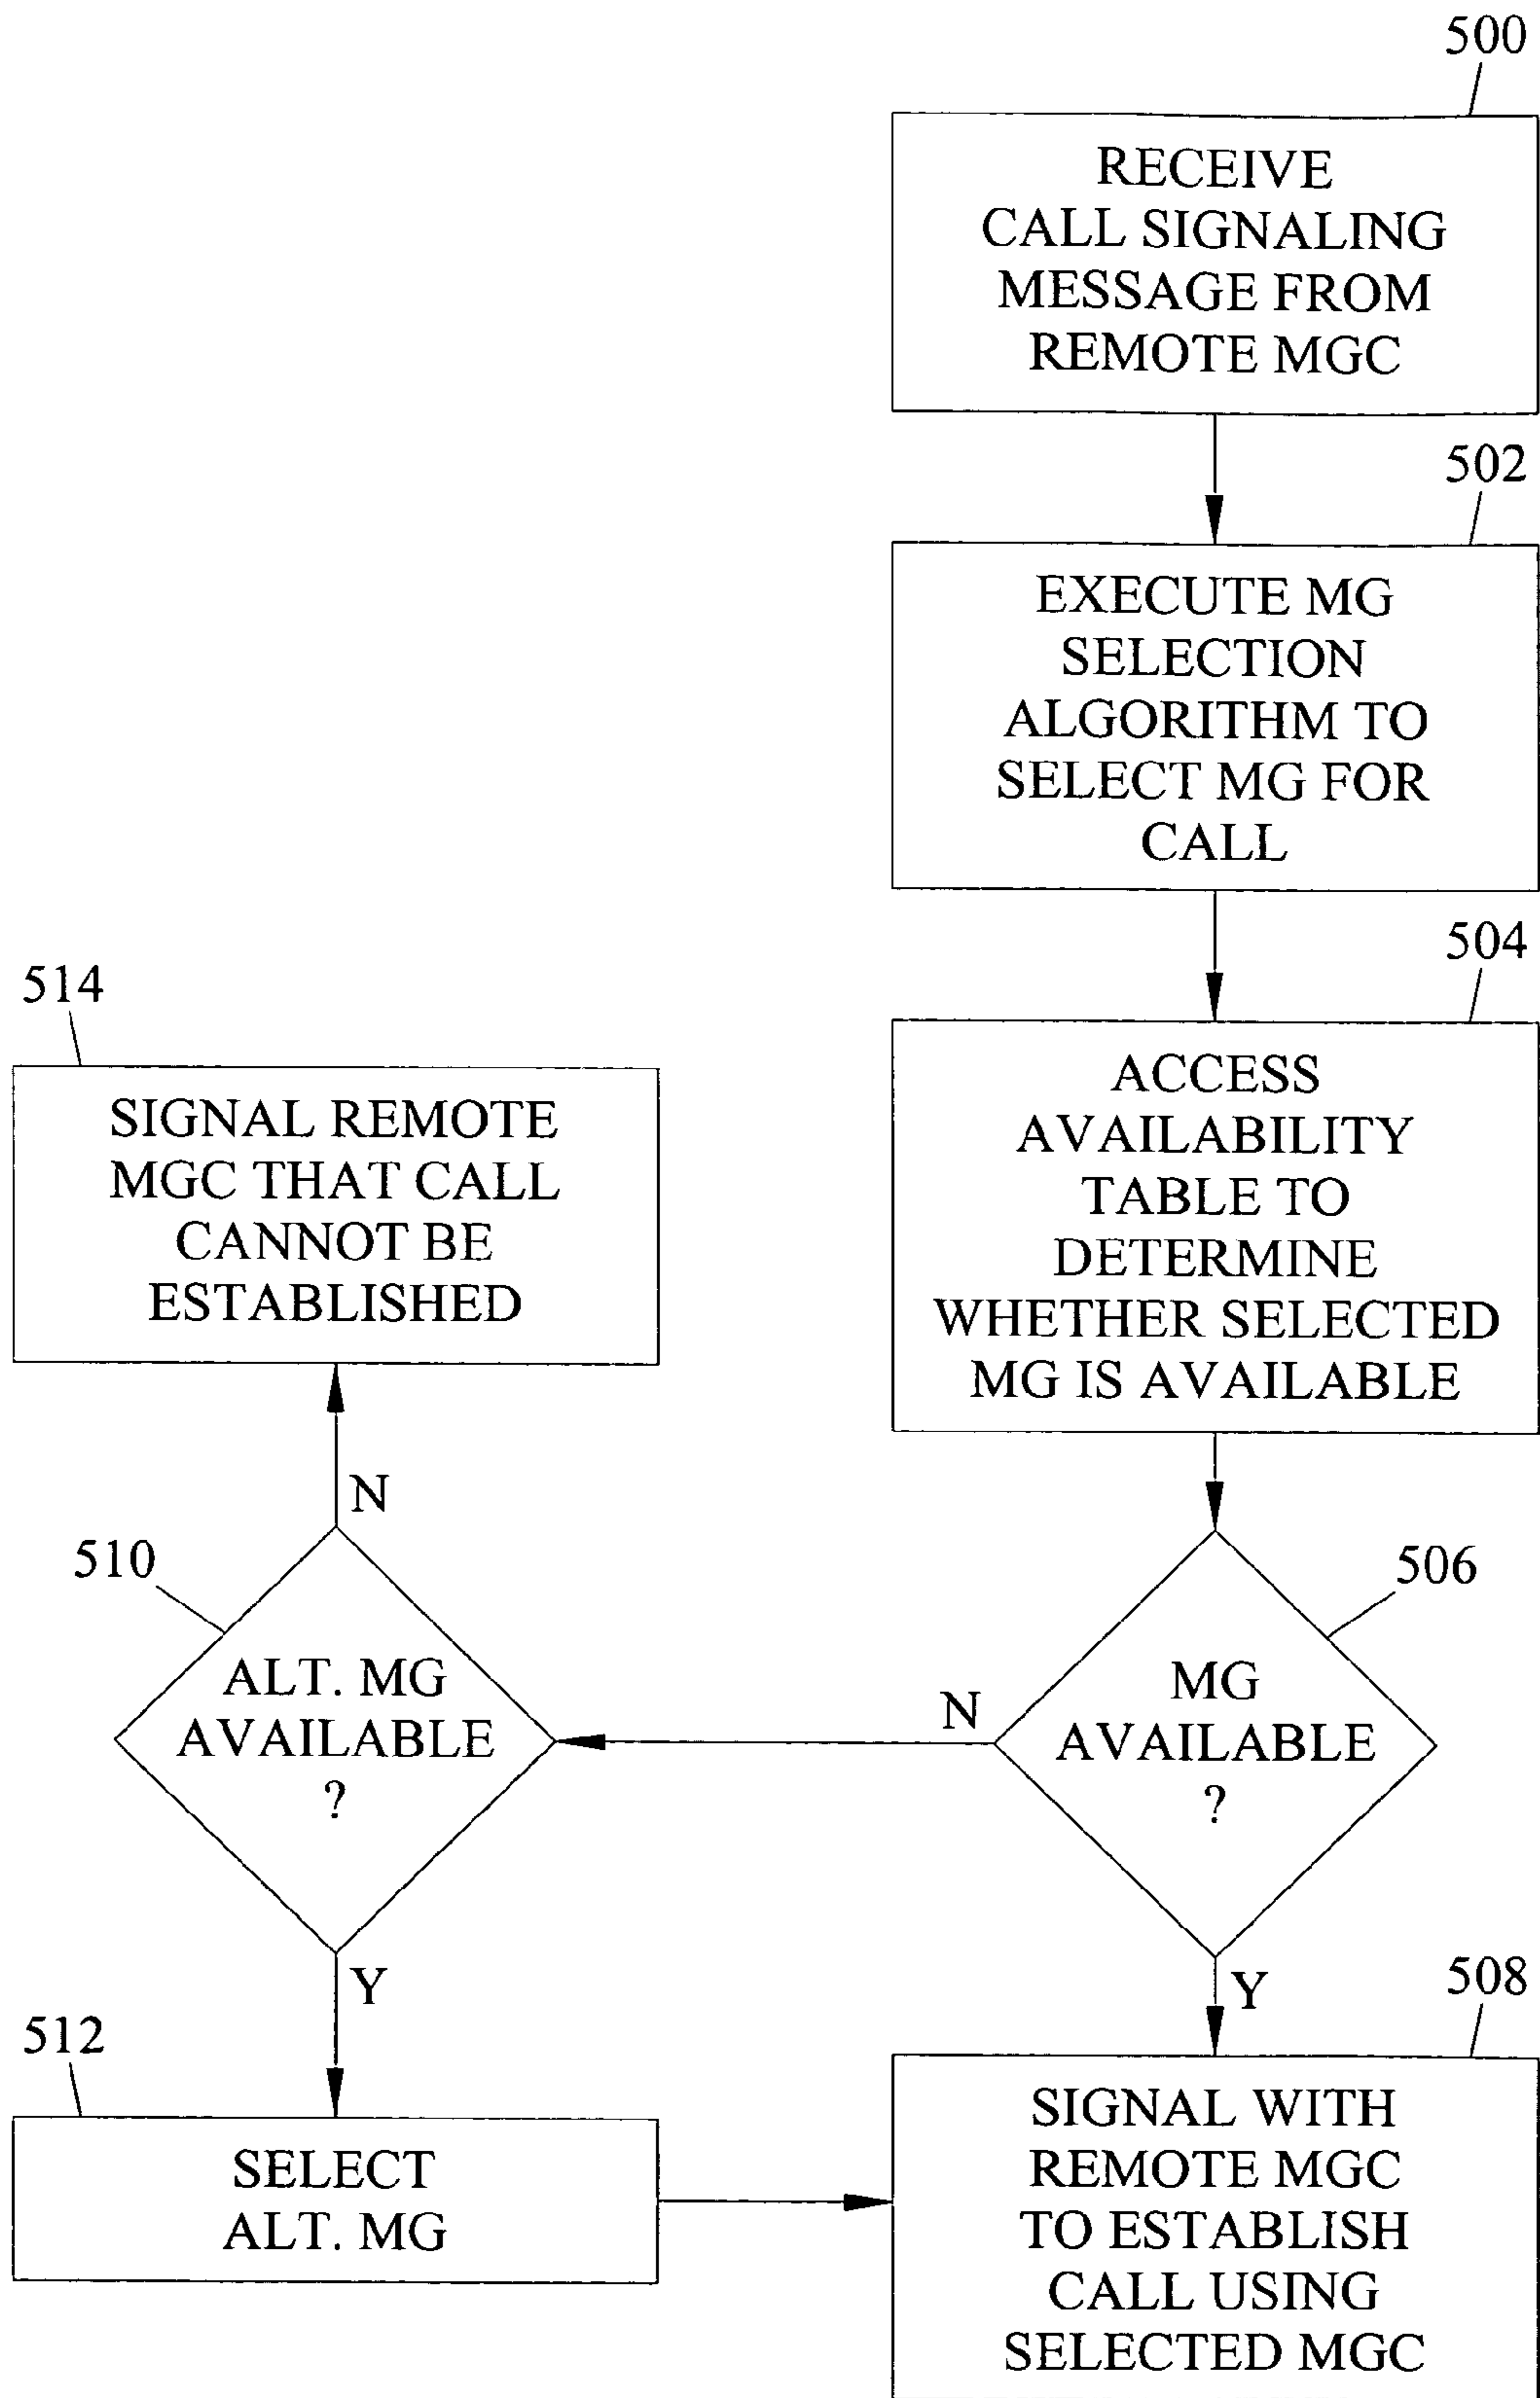 500
RECEIVE
CALL SIGNALING
MESSAGE FROM
REMOTE MGC
502
EXECUTE MG
SELECTION
ALGORITHM TO
SELECT MG FOR
CALL
504
ACCESS
AVAILABILITY
TABLE TO
DETERMINE
WHETHER SELECTED
MG IS AVAILABLE
514
SIGNAL REMOTE
MGC THAT CALL
CANNOT BE
ESTABLISHED
N
510
ALT. MG
AVAILABLE
?
N
506
MG
AVAILABLE
?
Y
Y
512
SELECT
ALT. MG
508
SIGNAL WITH
REMOTE MGC
TO ESTABLISH
CALL USING
SELECTED MGC